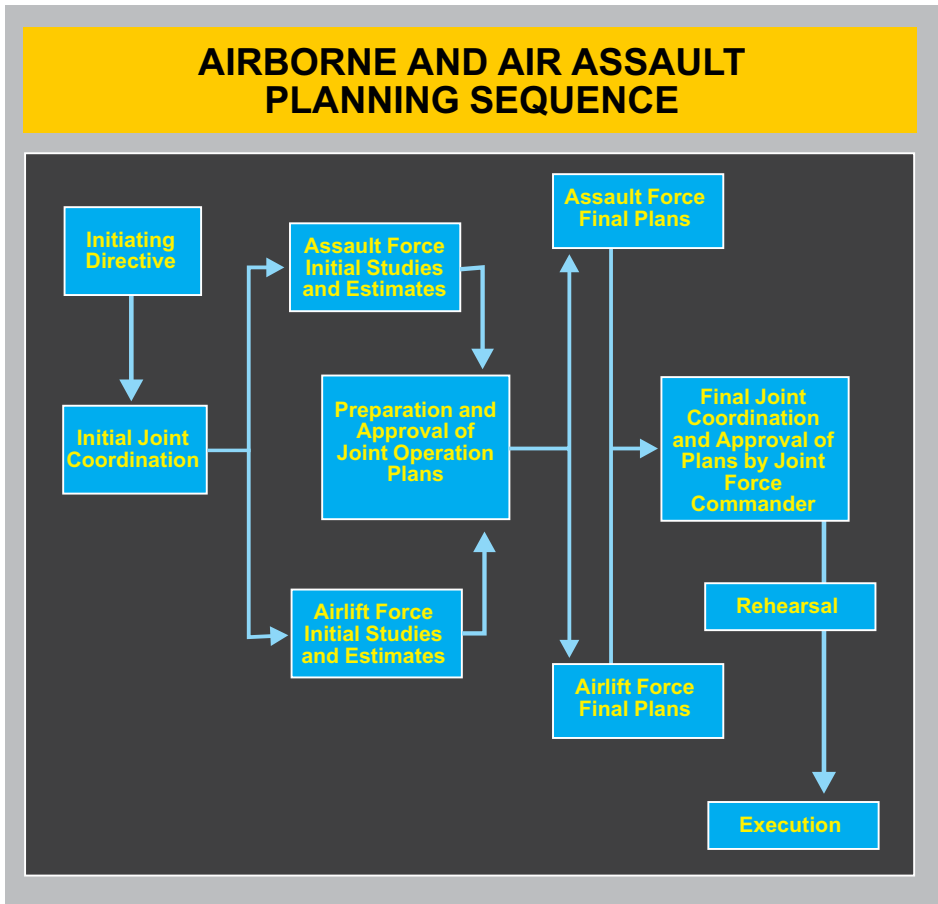 AIRBORNE AND AIR ASSAULT
PLANNING SEQUENCE
Initiating
Directive
Initial Joint
Coordination
Assault Force
Initial Studies
and Estimates
Preparation and
Approval of
Joint Operation
Plans
Airlift Force
Initial Studies
and Estimates
Assault Force
Final Plans
Airlift Force
Final Plans
Final Joint
Coordination
and Approval of
Plans by Joint
Force
Commander
Rehearsal
Execution